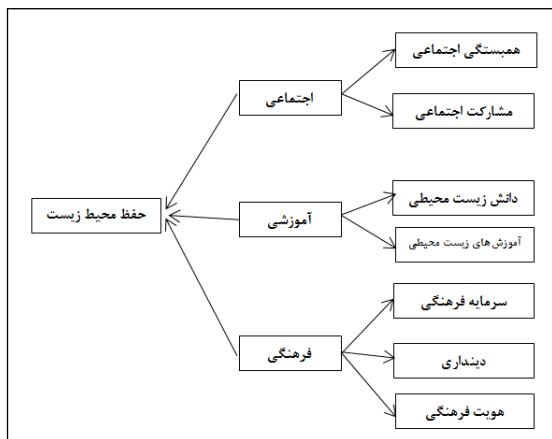 همبستگی اجتماعی
اجتماعی
مشارکت اجتماعی
دانش زیست محیطی
حفظ محیط زیست
آموزشی
آموزش‌های زیست محیطی
سرمایه فرهنگی
فرهنگی
دینداری
هویت فرهنگی